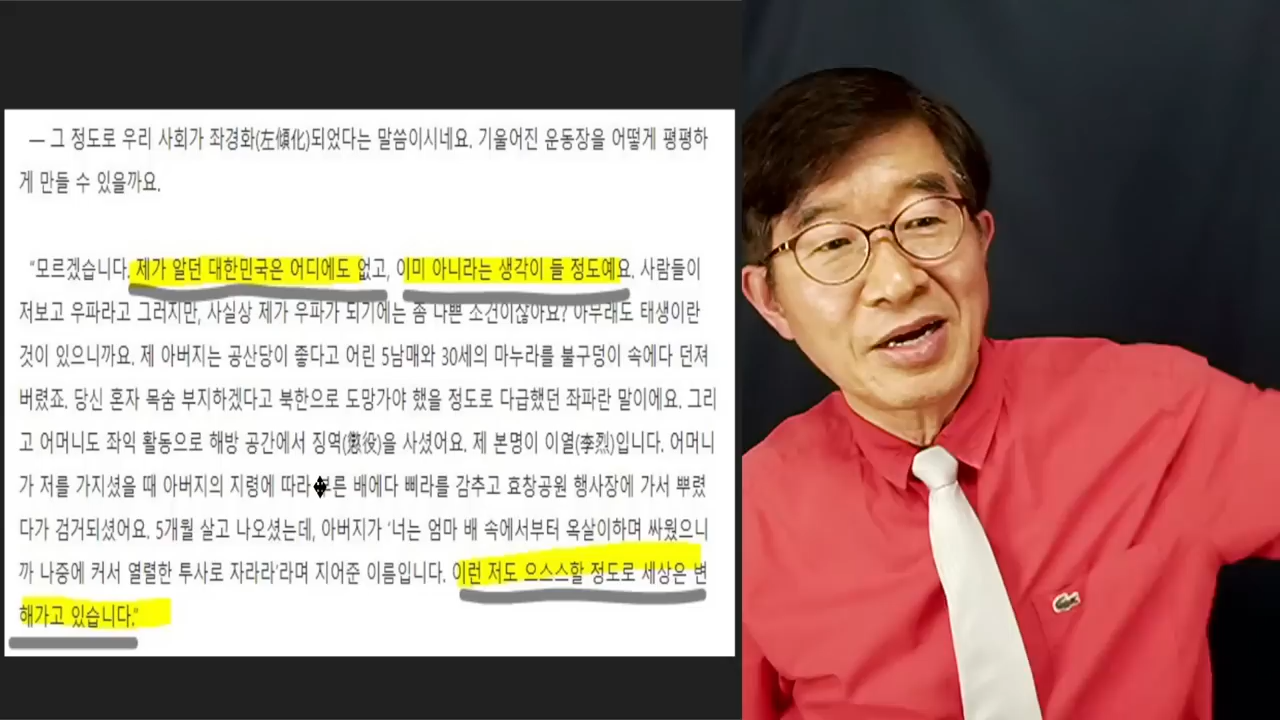 — 그 정도로 우리 사회가 좌경화(左傾化)되었다는 말씀이시네요. 기울어진 운동장을 어떻게 평평하
게 만들 수 있을까요.
“모르겠습니다. 제가 알던 대한민국은 어디에도 없고, 이미 아니라는 생각이 들 정도예요. 사람들이
저보고 우파라고 그러지만, 사실상 제가 우파가 되기에는 좀 나쁜 조건이잖아요? 아무래도 태생이란
것이 있으니까요. 제 아버지는 공산당이 좋다고 어린 5남매와 30세의 마누라를 불구덩이 속에다 던져
버렸죠. 당신 혼자 목숨 부지하겠다고 북한으로 도망가야 했을 정도로 다급했던 좌파란 말이에요. 그리
고 어머니도 좌익 활동으로 해방 공간에서 징역(懲役)을 사셨어요. 제 본명이 이열(李烈)입니다. 어머니
가 저를 가지셨을 때 아버지의 지령에 따라 부른 배에다 삐라를 감추고 효창공원 행사장에 가서 뿌렸
다가 검거되셨어요. 5개월 살고 나오셨는데, 아버지가 ‘너는 엄마 배 속에서부터 옥살이하며 싸웠으니
까 나중에 커서 열렬한 투사로 자라라’라며 지어준 이름입니다. 이런 저도 으스스할 정도로 세상은 변
해가고 있습니다.”